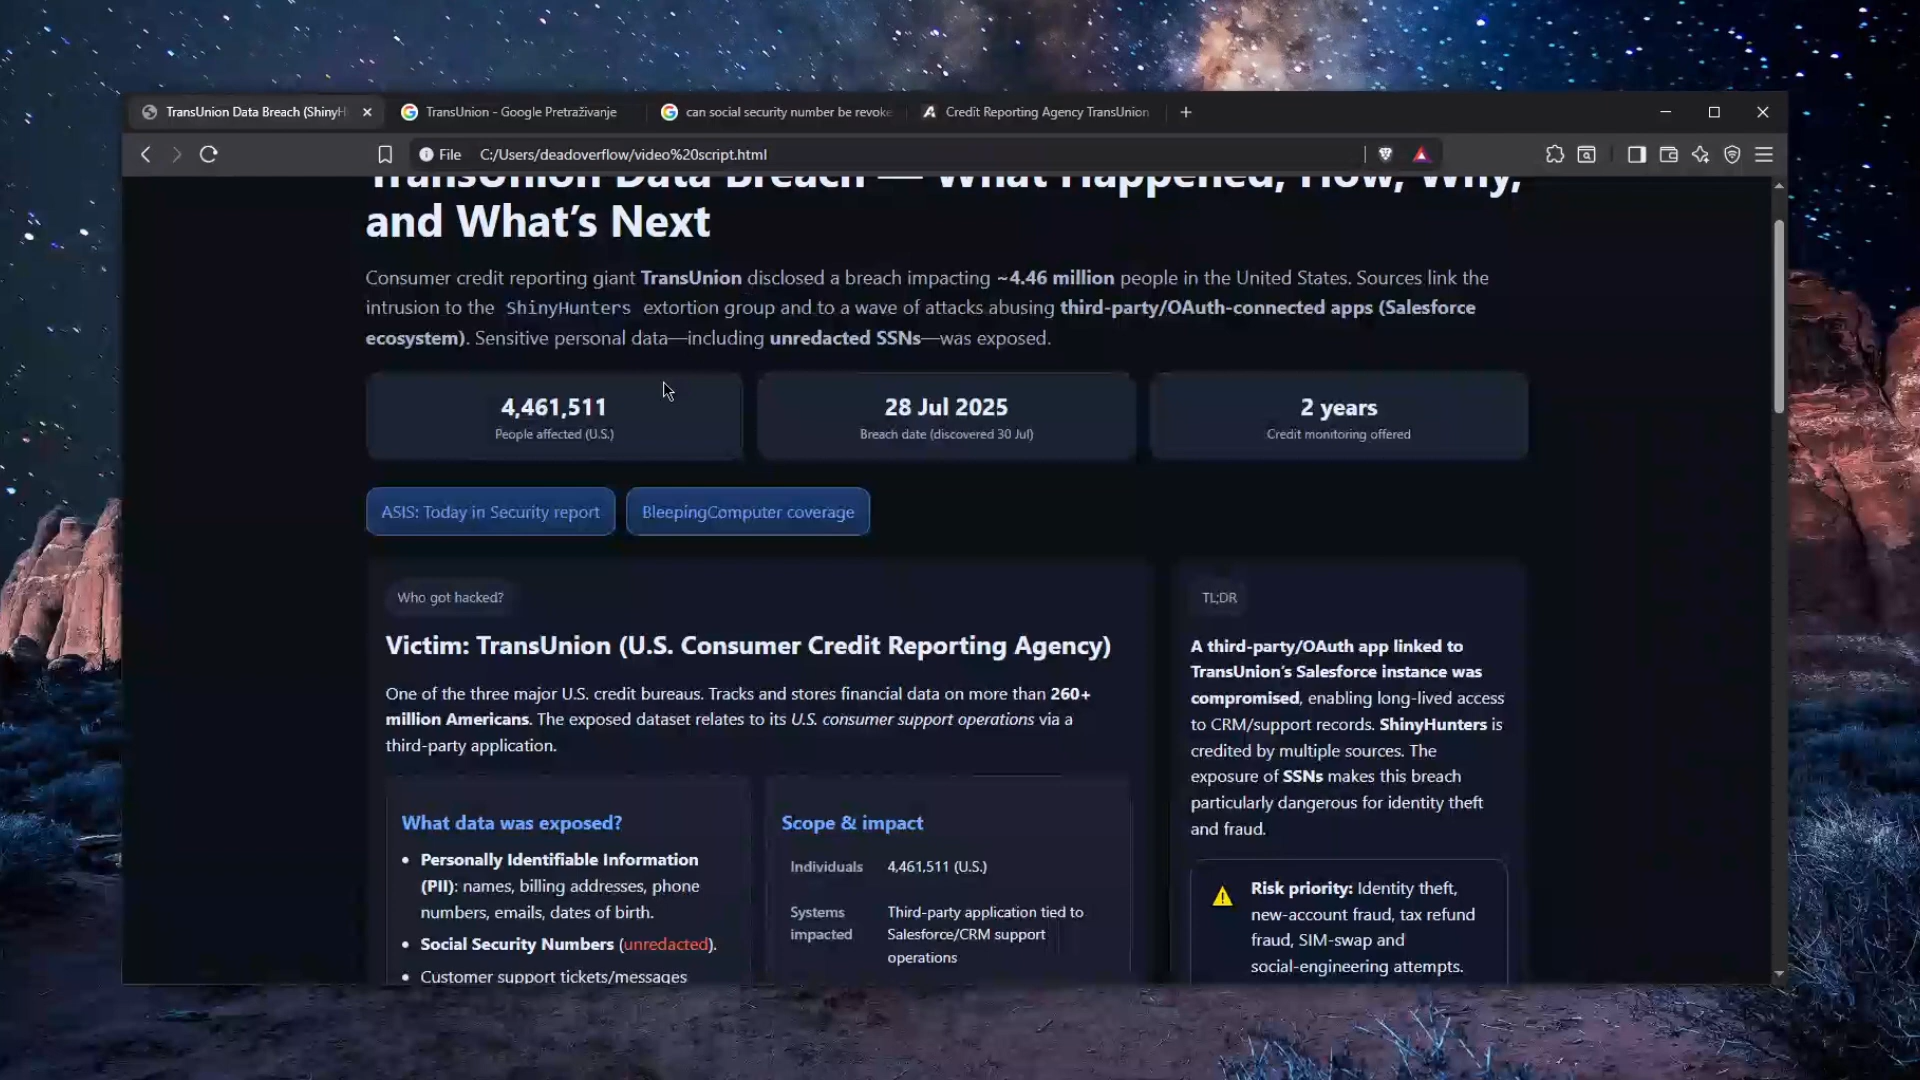 TransUnion Data Breach (ShinyH
TransUnion - Google Pretraživanje
can social security number be revoke
Credit Reporting Agency TransUnion
File C:/Users/deadoverflow/video%20script.html
TransUnion Data Breach — What Happened, How, Why,
and What's Next
Consumer credit reporting giant TransUnion disclosed a breach impacting ~4.46 million people in the United States. Sources link the
intrusion to the ShinyHunters extortion group and to a wave of attacks abusing third-party/OAuth-connected apps (Salesforce
ecosystem). Sensitive personal data—including unredacted SSNs—was exposed.
4,461,511
People affected (U.S.)
28 Jul 2025
Breach date (discovered 30 Jul)
2 years
Credit monitoring offered
ASIS: Today in Security report
BleepingComputer coverage
Who got hacked?
Victim: TransUnion (U.S. Consumer Credit Reporting Agency)
One of the three major U.S. credit bureaus. Tracks and stores financial data on more than 260+
million Americans. The exposed dataset relates to its U.S. consumer support operations via a
third-party application.
What data was exposed?
• Personally Identifiable Information
(PII): names, billing addresses, phone
numbers, emails, dates of birth.
• Social Security Numbers (unredacted).
• Customer support tickets/messages
Scope & impact
Individuals 4,461,511 (U.S.)
Systems Third-party application tied to
impacted Salesforce/CRM support
operations
TL;DR
A third-party/OAuth app linked to
TransUnion's Salesforce instance was
compromised, enabling long-lived access
to CRM/support records. ShinyHunters is
credited by multiple sources. The
exposure of SSNs makes this breach
particularly dangerous for identity theft
and fraud.
Risk priority: Identity theft,
new-account fraud, tax refund
fraud, SIM-swap and
social-engineering attempts.